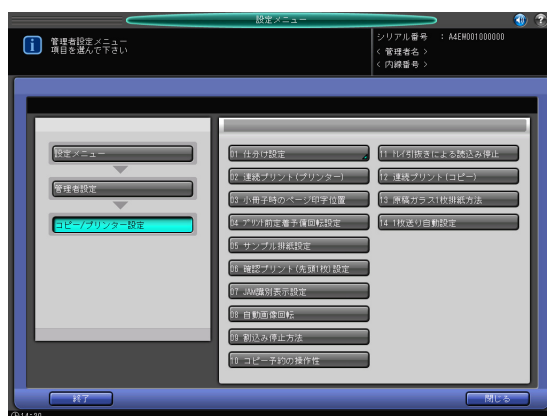 設定メニュー
管理者設定メニュー
項目を選んで下さい
シリアル番号 : A4EW001000000
< 管理者名 >
< 内線番号 >
設定メニュー
管理者設定
コピー/プリンター設定
01 仕分け設定
02 連続プリント(プリンター)
03 小冊子時のページ印字位置
04 プリント前定着予備回転設定
05 サンプル排紙設定
06 確認プリント(先頭1枚)設定
07 JAM識別表示設定
08 自動画像回転
09 割込み停止方法
10 コピー予約の操作性
11 トレイ引抜きによる読込み停止
12 連続プリント(コピー)
13 原稿ガラス1枚排紙方法
14 1枚送り自動設定
終了
閉じる